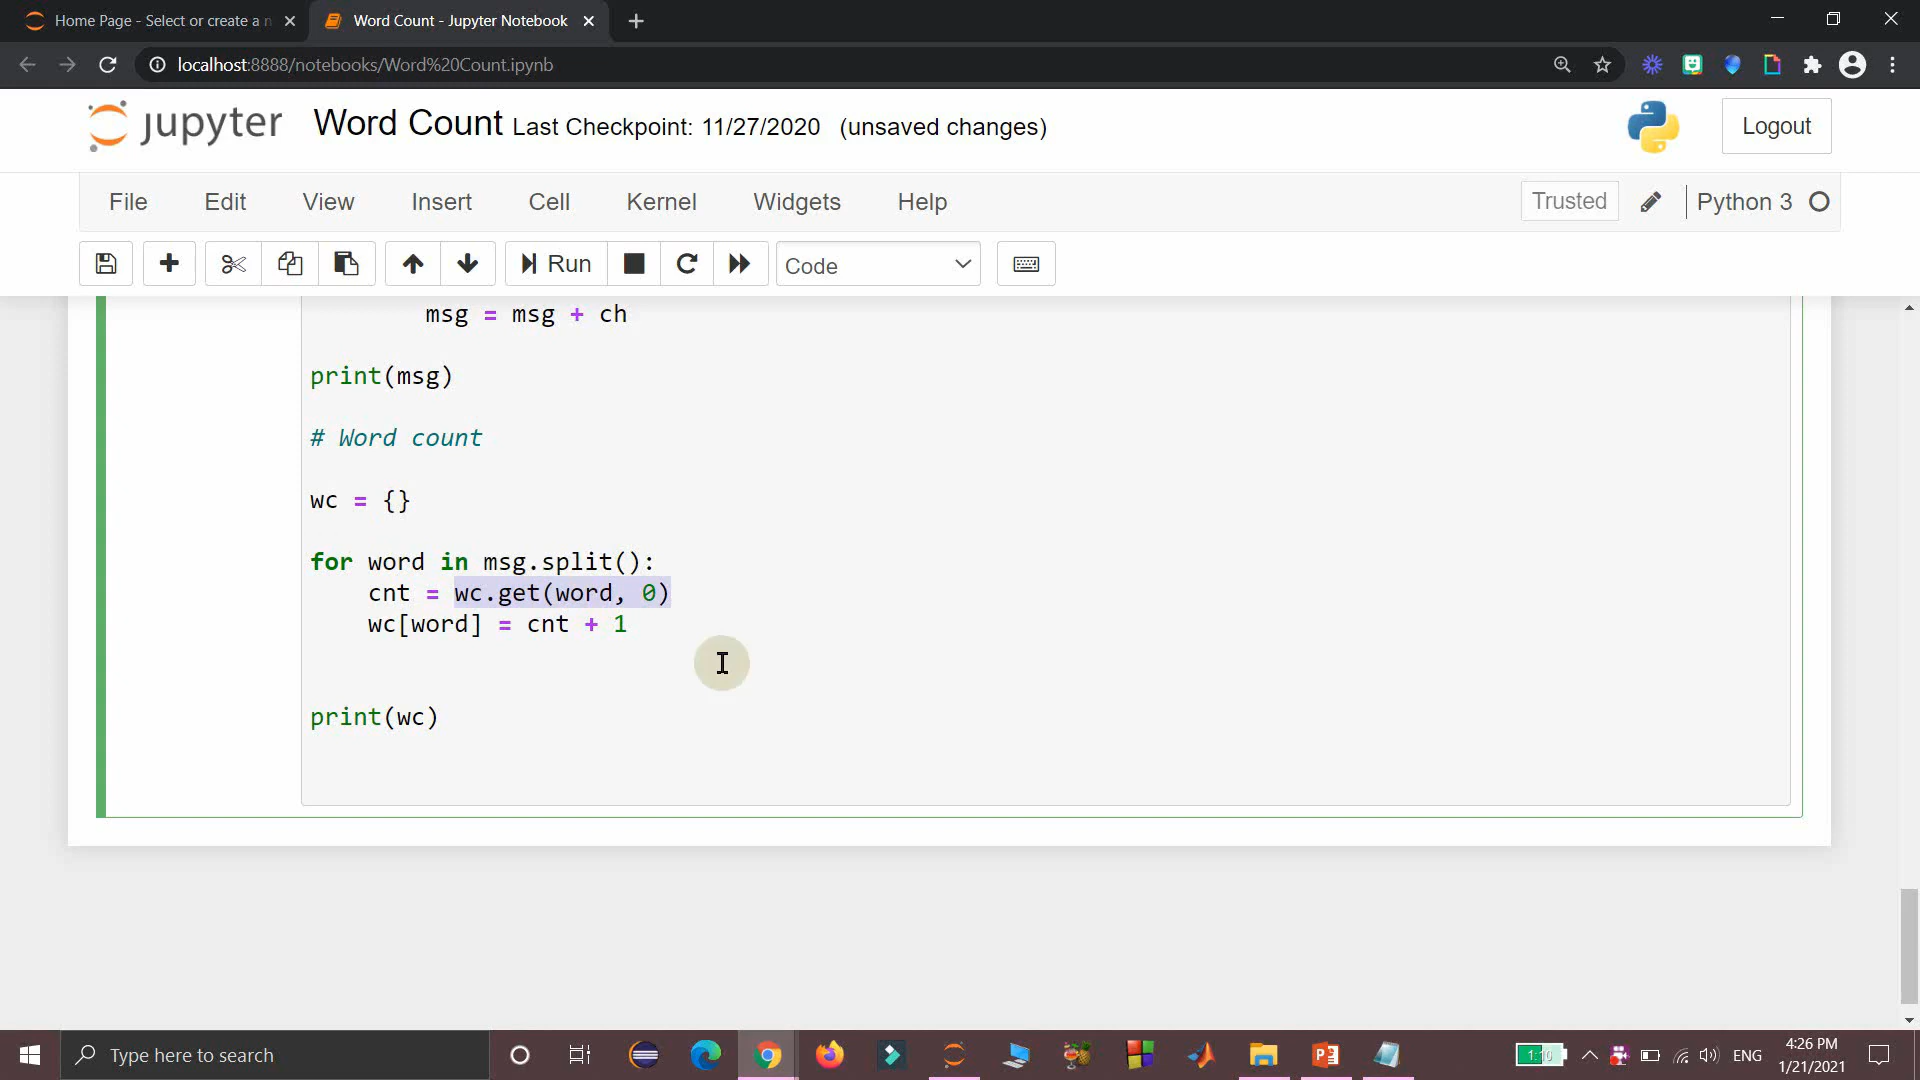 Home Page - Select or create a n
Word Count - Jupyter Notebook
localhost:8888/notebooks/Word%20Count.ipynb
jupyter
Word Count Last Checkpoint: 11/27/2020 (unsaved changes)
Logout
File Edit View Insert Cell Kernel Widgets Help
Trusted
Python 3
Run
Code
msg = msg + ch
print(msg)
# Word count
wc = {}
for word in msg.split():
cnt = wc.get(word, 0)
wc[word] = cnt + 1
print(wc)
Type here to search
1:10
ENG
4:26 PM
1/21/2021